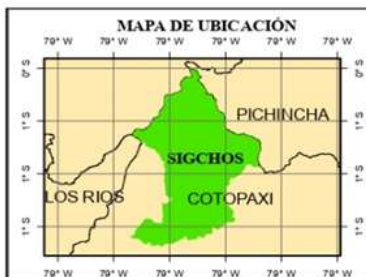 MAPA DE UBICACIÓN
79° W 79° W 79° W 79° W 79° W 79° W
0°S 0°S
PICHINCHA
1°S 1°S
SIGCHOS
1°S 1°S
LOS RIOS COTOPAXI
1°S 1°S
79° W 79° W 79° W 79° W 79° W 79° W